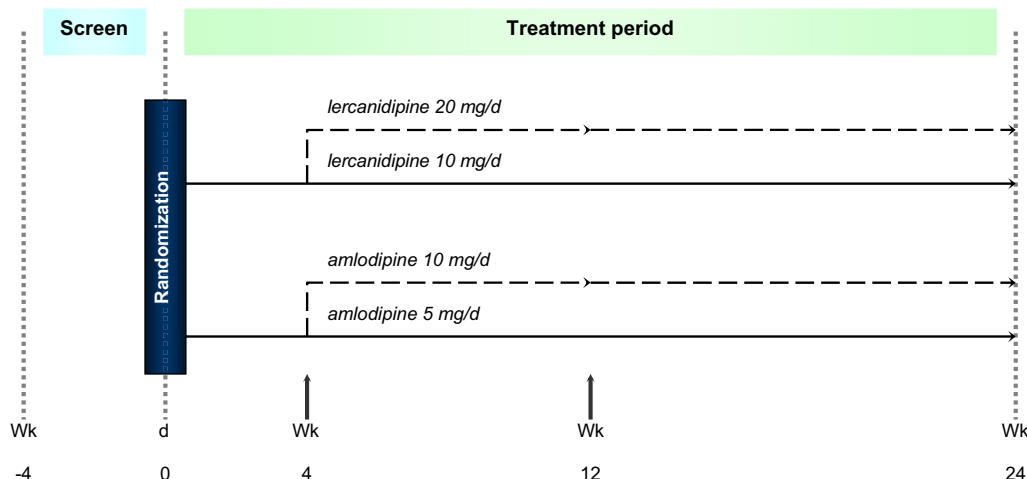 Screen
Treatment period
Randomization
lercanidipine 20 mg/d
lercanidipine 10 mg/d
amlodipine 10 mg/d
amlodipine 5 mg/d
Wk d Wk Wk Wk
-4 0 4 12 24